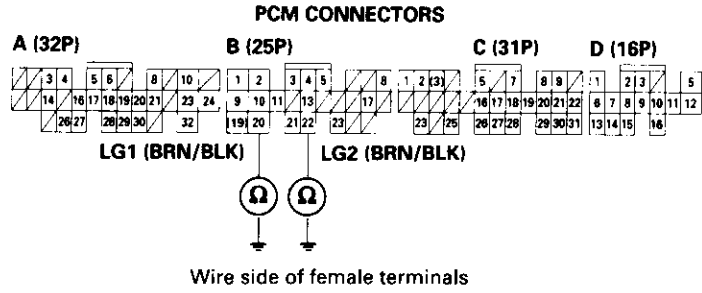 PCM CONNECTORS
A (32P) B (25P) C (31P) D (16P)
3 4 5 6 8 10 1 2 3 4 5 8 1 2 (3) 5 7 8 9 1 2 3 5
14 16 17 18 19 20 21 23 24 9 10 11 13 17 16 17 18 19 20 21 22 6 7 8 9 10 11 12
26 27 28 29 30 32 (19) 20 21 22 23 23 25 26 27 28 29 30 31 13 14 15 16
LG1 (BRN/BLK) LG2 (BRN/BLK)
Ω Ω
Wire side of female terminals